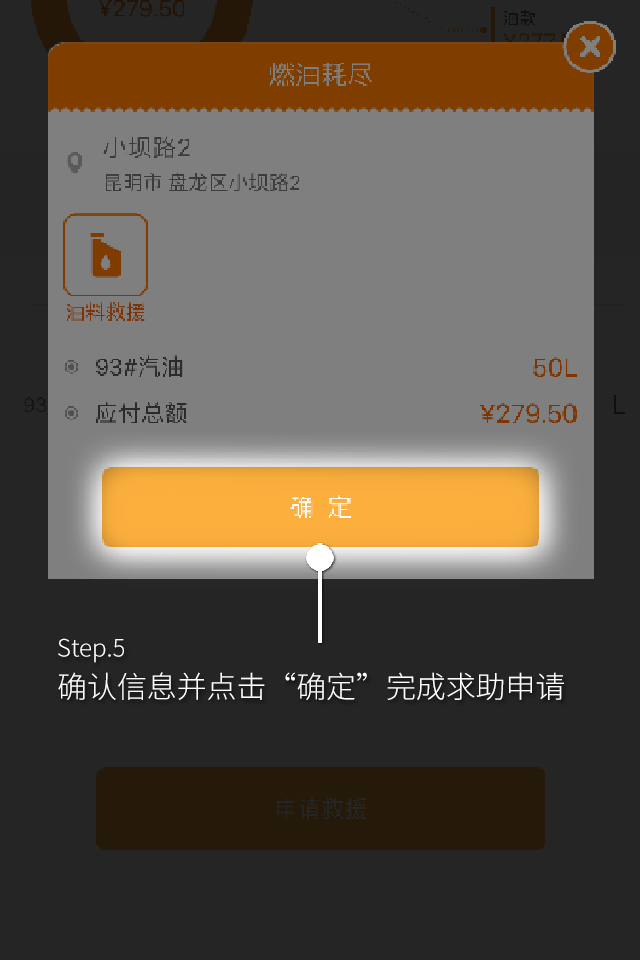 ¥279.50
油款
燃油耗尽
小坝路2
昆明市 盘龙区小坝路2
油料救援
93#汽油
50L
应付总额
¥279.50
93
L
确 定
Step.5
确认信息并点击“确定”完成求助申请
申请救援